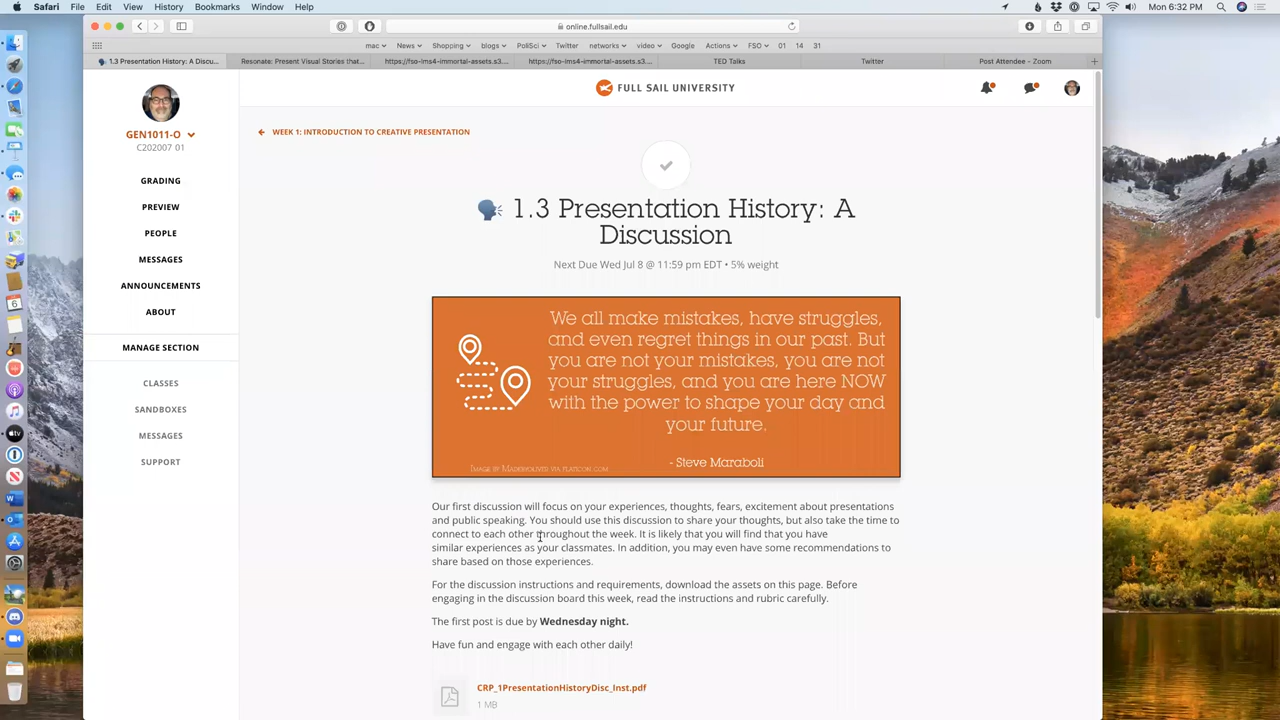 Safari File Edit View History Bookmarks Window Help Mon 6:32 PM
online.fullsail.edu
mac News Shopping blogs PoliSci Twitter networks video Google Actions FSO 01 14 31
1.3 Presentation History: A Discu... Resonate: Present Visual Stories that... https://fso-lms4-immortal-assets.s3.... https://fso-lms4-immortal-assets.s3.... TED Talks Twitter Post Attendee - Zoom
FULL SAIL UNIVERSITY
GEN1011-O
C202007 01
GRADING
PREVIEW
PEOPLE
MESSAGES
ANNOUNCEMENTS
ABOUT
MANAGE SECTION
CLASSES
SANDBOXES
MESSAGES
SUPPORT
WEEK 1: INTRODUCTION TO CREATIVE PRESENTATION
1.3 Presentation History: A
Discussion
Next Due Wed Jul 8 @ 11:59 pm EDT • 5% weight
We all make mistakes, have struggles,
and even regret things in our past. But
you are not your mistakes, you are not
your struggles, and you are here NOW
with the power to shape your day and
your future.
- Steve Maraboli
Our first discussion will focus on your experiences, thoughts, fears, excitement about presentations
and public speaking. You should use this discussion to share your thoughts, but also take the time to
connect to each other throughout the week. It is likely that you will find that you have
similar experiences as your classmates. In addition, you may even have some recommendations to
share based on those experiences.
For the discussion instructions and requirements, download the assets on this page. Before
engaging in the discussion board this week, read the instructions and rubric carefully.
The first post is due by Wednesday night.
Have fun and engage with each other daily!
CRP_1PresentationHistoryDisc_Inst.pdf
1 MB